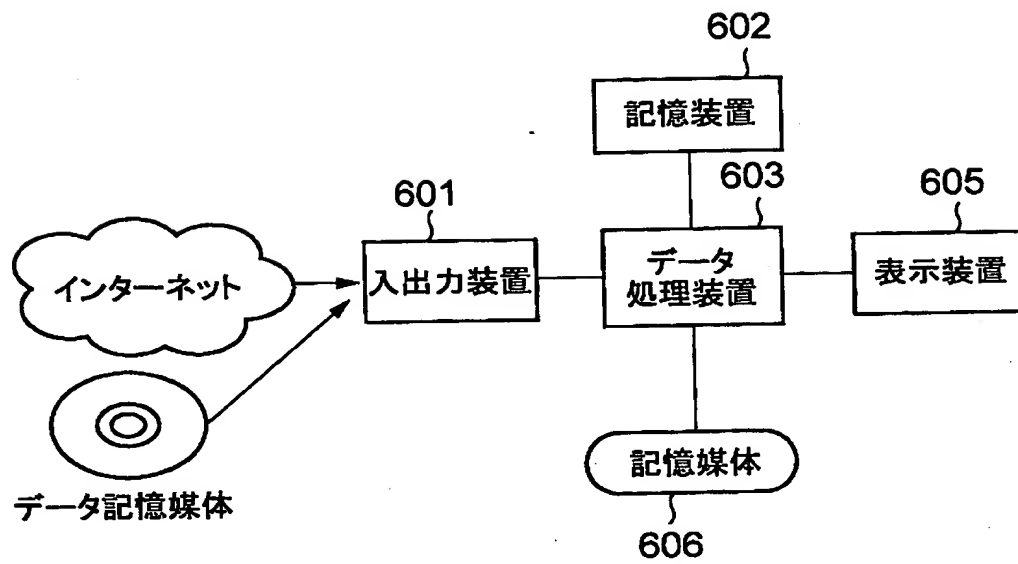 602
記憶装置
603
605
601
インターネット
入出力装置
データ
処理装置
表示装置
データ記憶媒体
記憶媒体
606